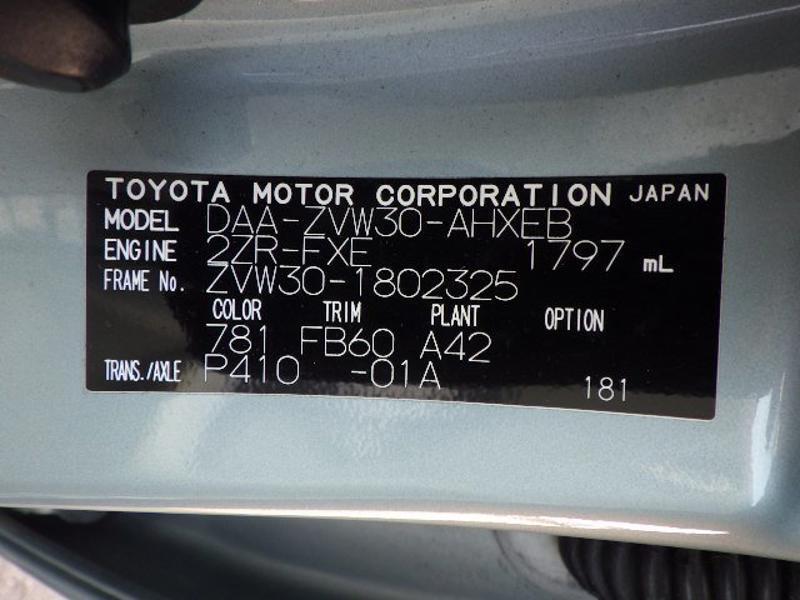 TOYOTA MOTOR CORPORATION JAPAN
MODEL DAA-ZVW30-AHXEB
ENGINE 2ZR-FXE 1797 mL
FRAME No. ZVW30-1802325
COLOR TRIM PLANT OPTION
781 FB60 A42
TRANS./AXLE P410 -01A
181